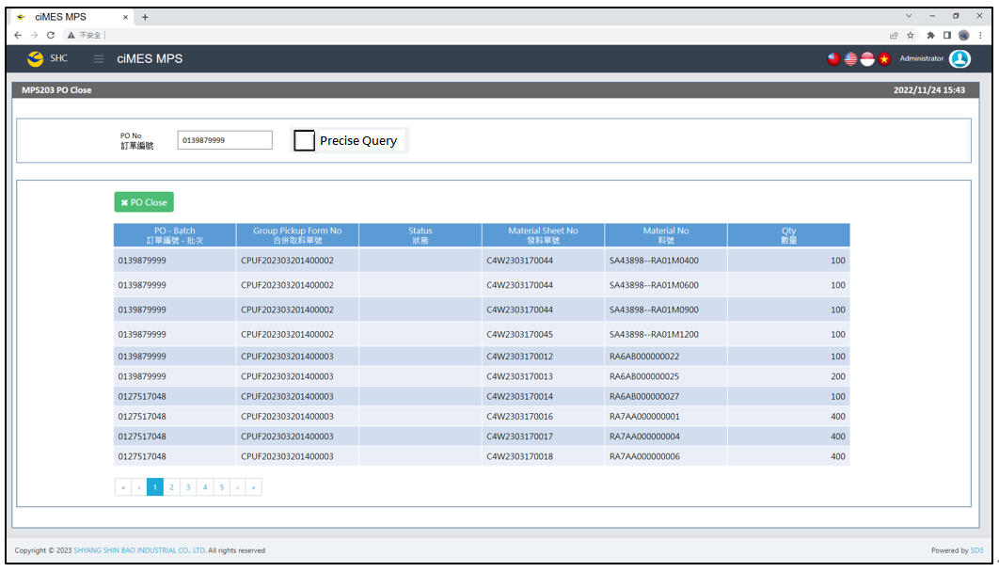 ciMES MPS
不安全
SHC
ciMES MPS
Administrator
MPS203 PO Close
2022/11/24 15:43
PO No
訂單編號
0139879999
Precise Query
PO Close
PO - Batch Group Pickup Form No Status Material Sheet No Material No Qty
訂單編號 - 批次 合併取料單號 狀態 發料單號 料號 數量
0139879999 CPUF202303201400002 C4W2303170044 SA43898--RA01M0400 100
0139879999 CPUF202303201400002 C4W2303170044 SA43898--RA01M0600 100
0139879999 CPUF202303201400002 C4W2303170044 SA43898--RA01M0900 100
0139879999 CPUF202303201400002 C4W2303170045 SA43898--RA01M1200 100
0139879999 CPUF202303201400003 C4W2303170012 RA6AB000000022 100
0139879999 CPUF202303201400003 C4W2303170013 RA6AB000000025 200
0127517048 CPUF202303201400003 C4W2303170014 RA6AB000000027 100
0127517048 CPUF202303201400003 C4W2303170016 RA7AA000000001 400
0127517048 CPUF202303201400003 C4W2303170017 RA7AA000000004 400
0127517048 CPUF202303201400003 C4W2303170018 RA7AA000000006 400
« ‹ 1 2 3 4 5 › »
Copyright © 2023 SHYANG SHIN BAO INDUSTRIAL CO., LTD. All rights reserved
Powered by SD3